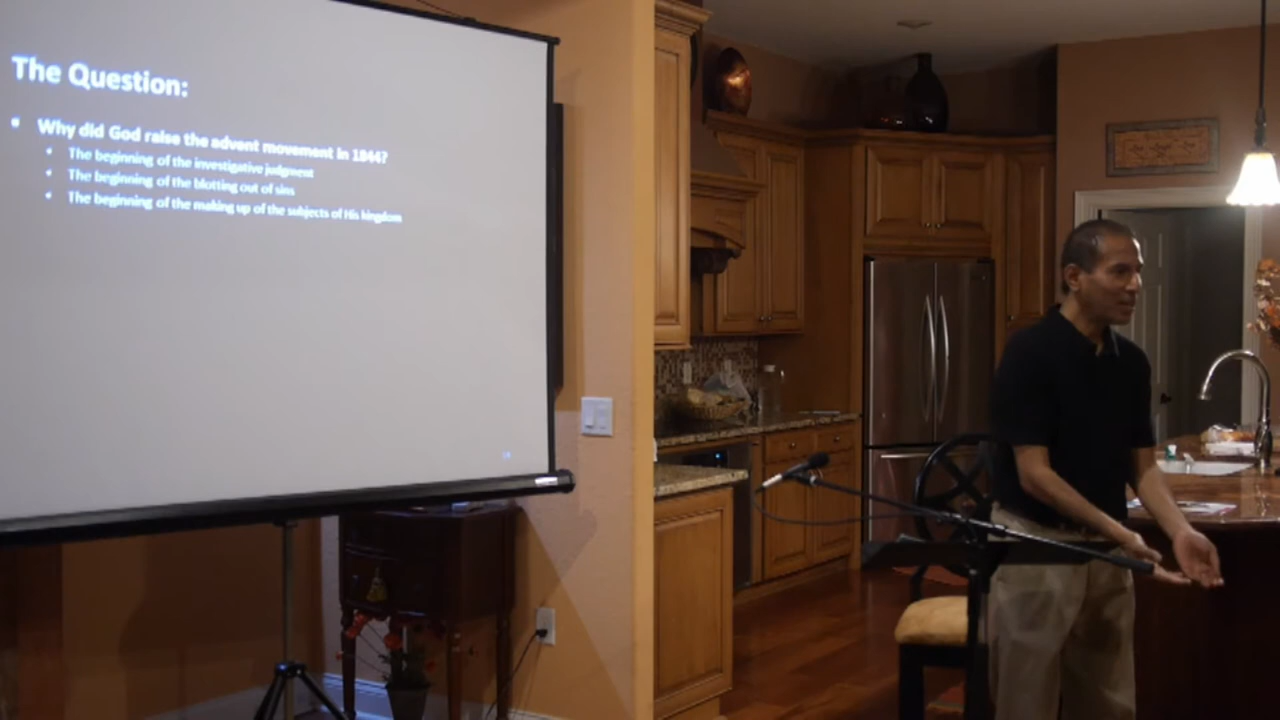 The Question:
Why did God raise the advent movement in 1844?
The beginning of the investigative judgment
The beginning of the blotting out of sins
The beginning of the making up of the subjects of His kingdom